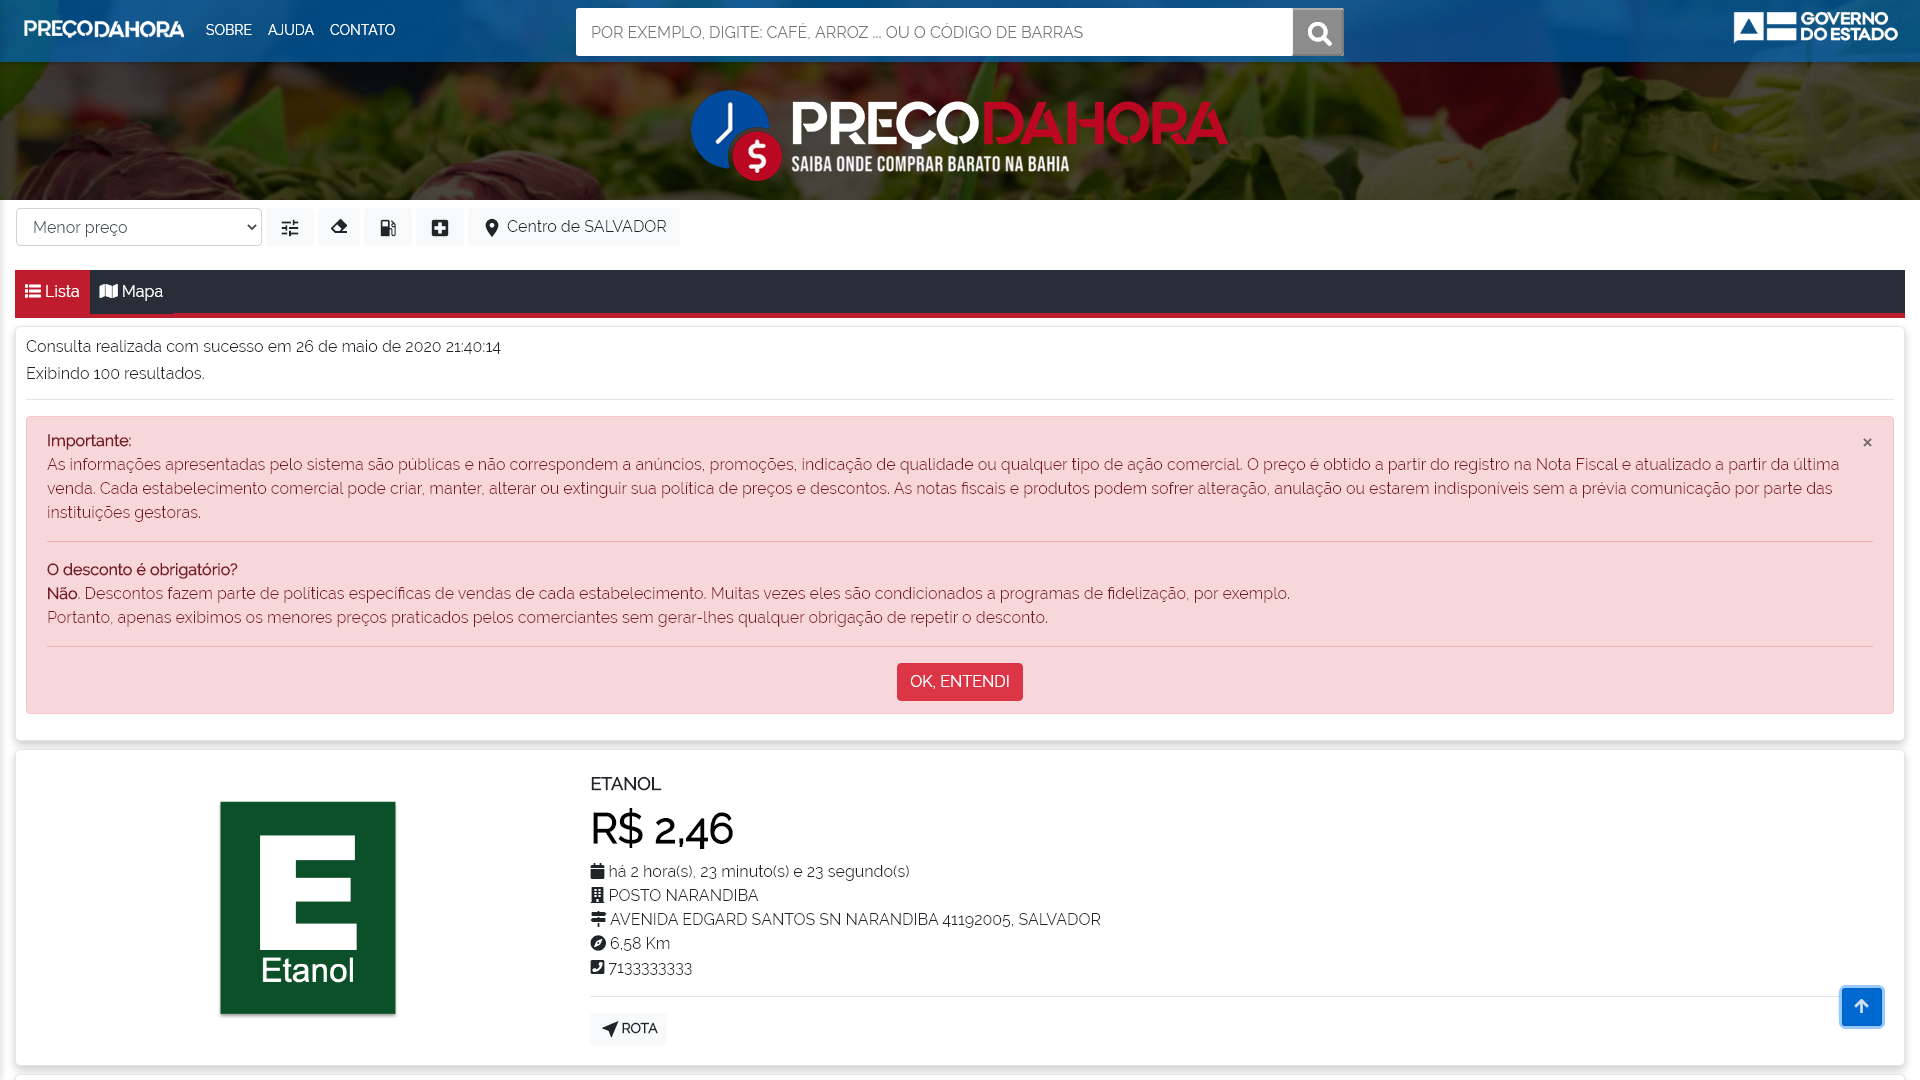 PREÇODAHORA SOBRE AJUDA CONTATO POR EXEMPLO, DIGITE: CAFÉ, ARROZ ... OU O CÓDIGO DE BARRAS GOVERNO DO ESTADO
PREÇODAHORA
$ SAIBA ONDE COMPRAR BARATO NA BAHIA
Menor preço Centro de SALVADOR
Lista Mapa
Consulta realizada com sucesso em 26 de maio de 2020 21:40:14
Exibindo 100 resultados.
Importante: ×
As informações apresentadas pelo sistema são públicas e não correspondem a anúncios, promoções, indicação de qualidade ou qualquer tipo de ação comercial. O preço é obtido a partir do registro na Nota Fiscal e atualizado a partir da última
venda. Cada estabelecimento comercial pode criar, manter, alterar ou extinguir sua política de preços e descontos. As notas fiscais e produtos podem sofrer alteração, anulação ou estarem indisponíveis sem a prévia comunicação por parte das
instituições gestoras.
O desconto é obrigatório?
Não. Descontos fazem parte de políticas específicas de vendas de cada estabelecimento. Muitas vezes eles são condicionados a programas de fidelização, por exemplo.
Portanto, apenas exibimos os menores preços praticados pelos comerciantes sem gerar-lhes qualquer obrigação de repetir o desconto.
OK, ENTENDI
E
Etanol
ETANOL
R$ 2,46
há 2 hora(s), 23 minuto(s) e 23 segundo(s)
POSTO NARANDIBA
AVENIDA EDGARD SANTOS SN NARANDIBA 41192005, SALVADOR
6,58 Km
7133333333
ROTA